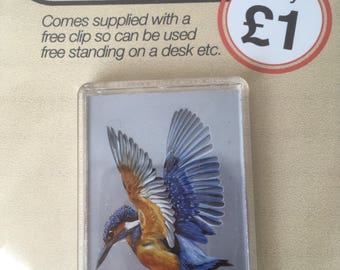 Comes supplied with a
free clip so can be used
free standing on a desk etc.
£1